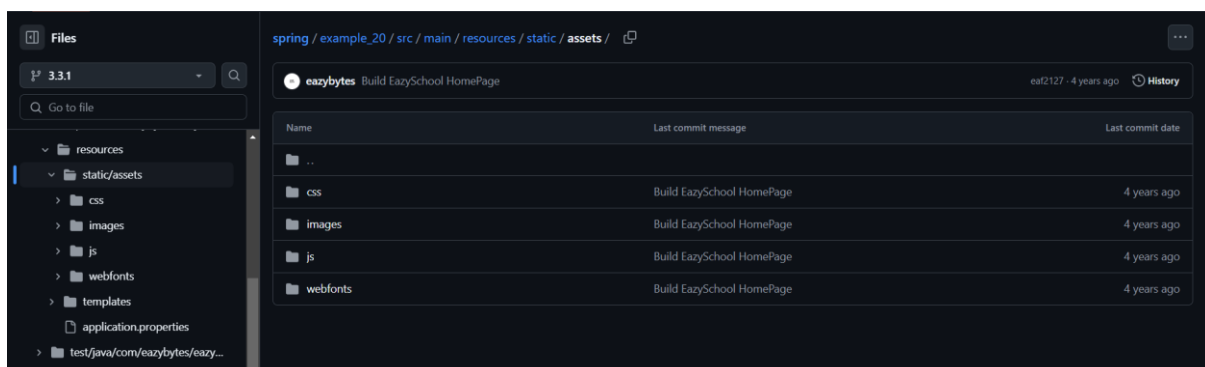 Files
3.3.1
Go to file
resources
static/assets
css
images
js
webfonts
templates
application.properties
test/java/com/eazybytes/eazy...
spring / example_20 / src / main / resources / static / assets /
eazybytes Build EazySchool HomePage eaf2127 · 4 years ago History
Name Last commit message Last commit date
..
css Build EazySchool HomePage 4 years ago
images Build EazySchool HomePage 4 years ago
js Build EazySchool HomePage 4 years ago
webfonts Build EazySchool HomePage 4 years ago